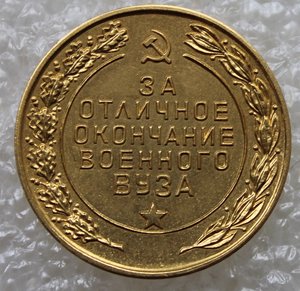 ЗА
ОТЛИЧНОЕ
ОКОНЧАНИЕ
ВОЕННОГО
ВУЗА